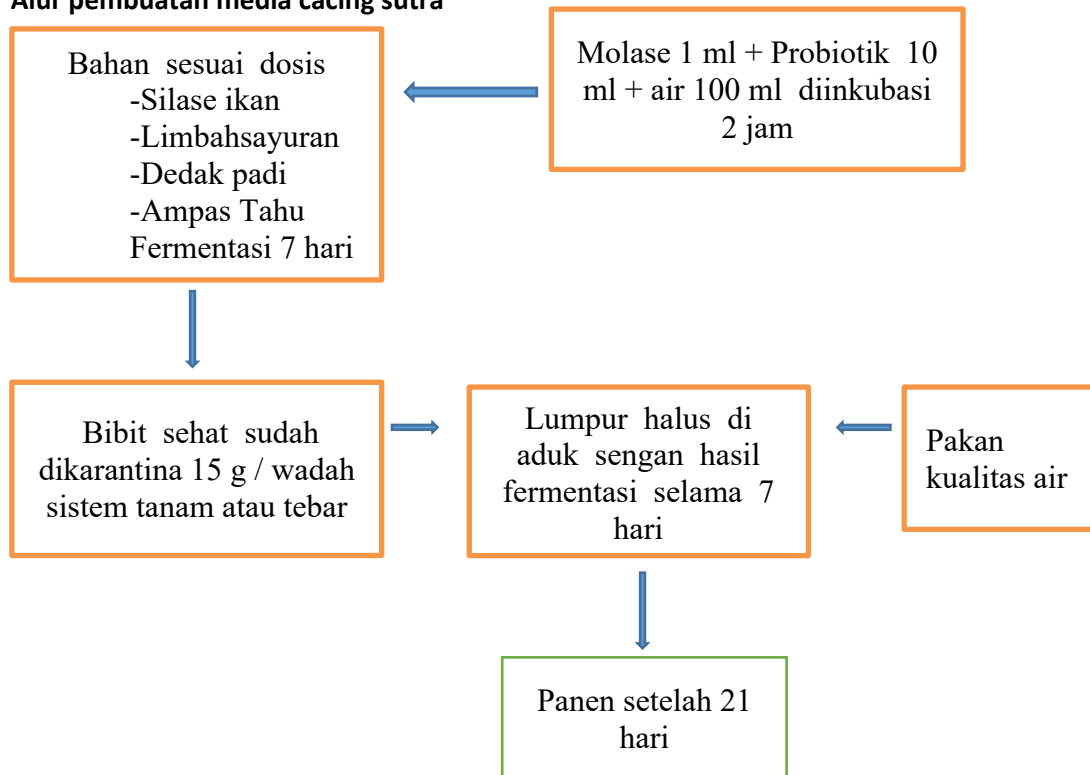 Alur pembuatan media cacing sutra
Bahan sesuai dosis
-Silase ikan
-Limbahsayuran
-Dedak padi
-Ampas Tahu
Fermentasi 7 hari
Molase 1 ml + Probiotik 10
ml + air 100 ml diinkubasi
2 jam
Bibit sehat sudah
dikarantina 15 g / wadah
sistem tanam atau tebar
Lumpur halus di
aduk sengan hasil
fermentasi selama 7
hari
Pakan
kualitas air
Panen setelah 21
hari